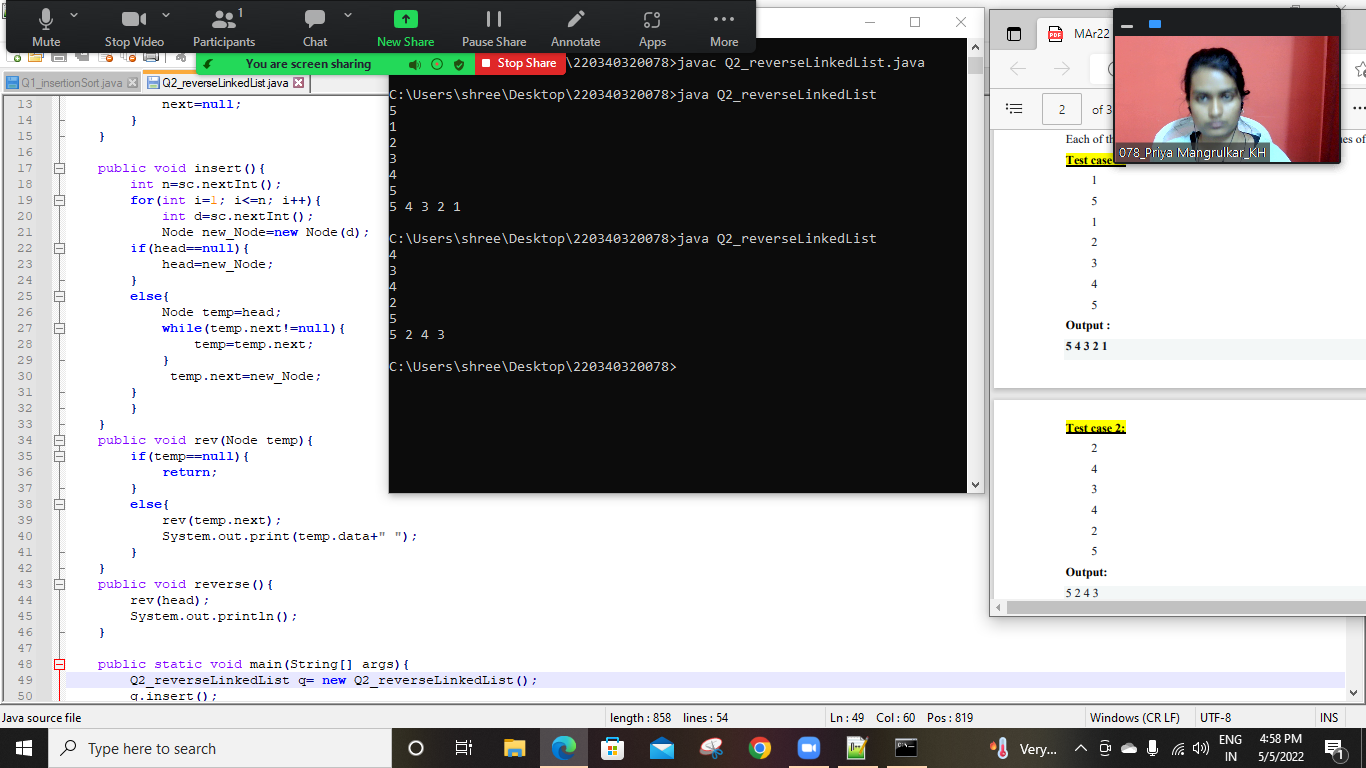 Mute
Stop Video
Participants
1
Chat
New Share
Pause Share
Annotate
Apps
More
You are screen sharing
Stop Share
Q1_insertionSort.java
Q2_reverseLinkedList.java
13 next=null;
14 }
15 }
16
17 public void insert(){
18 int n=sc.nextInt();
19 for(int i=1; i<=n; i++){
20 int d=sc.nextInt();
21 Node new_Node=new Node(d);
22 if(head==null){
23 head=new_Node;
24 }
25 else{
26 Node temp=head;
27 while(temp.next!=null){
28 temp=temp.next;
29 }
30 temp.next=new_Node;
31 }
32 }
33 }
34 public void rev(Node temp){
35 if(temp==null){
36 return;
37 }
38 else{
39 rev(temp.next);
40 System.out.print(temp.data+" ");
41 }
42 }
43 public void reverse(){
44 rev(head);
45 System.out.println();
46 }
47
48 public static void main(String[] args){
49 Q2_reverseLinkedList q= new Q2_reverseLinkedList();
50 q.insert();
\220340320078>javac Q2_reverseLinkedList.java
C:\Users\shree\Desktop\220340320078>java Q2_reverseLinkedList
5
1
2
3
4
5
5 4 3 2 1
C:\Users\shree\Desktop\220340320078>java Q2_reverseLinkedList
4
3
4
2
5
5 2 4 3
C:\Users\shree\Desktop\220340320078>
PDF
MAr22
2 of 3
078_Priya Mangrulkar_KH
Each of th
es of
Test case
1
5
1
2
3
4
5
Output :
5 4 3 2 1
Test case 2:
2
4
3
4
2
5
Output:
5 2 4 3
Java source file
length : 858 lines : 54
Ln : 49 Col : 60 Pos : 819
Windows (CR LF)
UTF-8
INS
Type here to search
Very...
ENG
IN
4:58 PM
5/5/2022
1